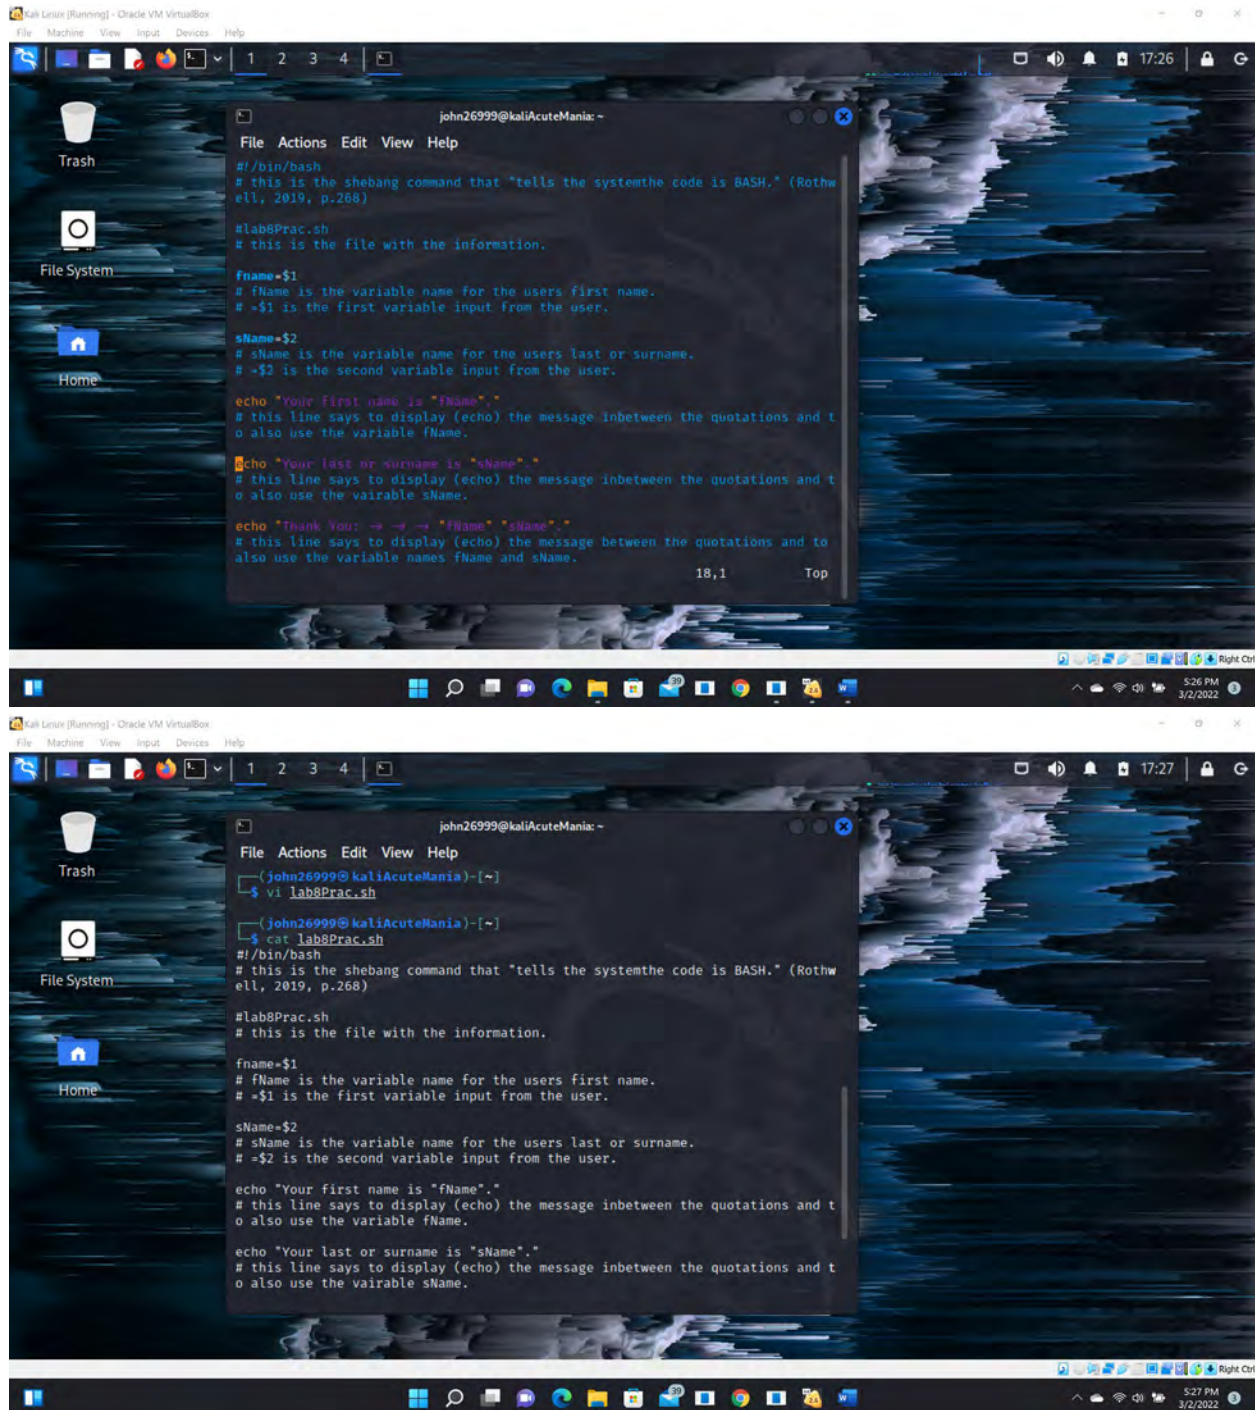 Kali Linux [Running] - Oracle VM VirtualBox
File Machine View Input Devices Help
1 2 3 4
17:26
Trash
File System
Home
john26999@kaliAcuteMania: ~
File Actions Edit View Help
#!/bin/bash
# this is the shebang command that "tells the systemthe code is BASH." (Rothw
ell, 2019, p.268)
#lab8Prac.sh
# this is the file with the information.
fname=$1
# fName is the variable name for the users first name.
# =$1 is the first variable input from the user.
sName=$2
# sName is the variable name for the users last or surname.
# =$2 is the second variable input from the user.
echo "Your first name is "fName"."
# this line says to display (echo) the message inbetween the quotations and t
o also use the variable fName.
echo "Your last or surname is "sName"."
# this line says to display (echo) the message inbetween the quotations and t
o also use the vairable sName.
echo "Thank You: → → → "fName" "sName"."
# this line says to display (echo) the message between the quotations and to
also use the variable names fName and sName.
18,1 Top
Right Ctrl
39
5:26 PM
3/2/2022
3
Kali Linux [Running] - Oracle VM VirtualBox
File Machine View Input Devices Help
1 2 3 4
17:27
Trash
File System
Home
john26999@kaliAcuteMania: ~
File Actions Edit View Help
(john26999㉿kaliAcuteMania)-[~]
$ vi lab8Prac.sh
(john26999㉿kaliAcuteMania)-[~]
$ cat lab8Prac.sh
#!/bin/bash
# this is the shebang command that "tells the systemthe code is BASH." (Rothw
ell, 2019, p.268)
#lab8Prac.sh
# this is the file with the information.
fname=$1
# fName is the variable name for the users first name.
# =$1 is the first variable input from the user.
sName=$2
# sName is the variable name for the users last or surname.
# =$2 is the second variable input from the user.
echo "Your first name is "fName"."
# this line says to display (echo) the message inbetween the quotations and t
o also use the variable fName.
echo "Your last or surname is "sName"."
# this line says to display (echo) the message inbetween the quotations and t
o also use the vairable sName.
Right Ctrl
39
5:27 PM
3/2/2022
3